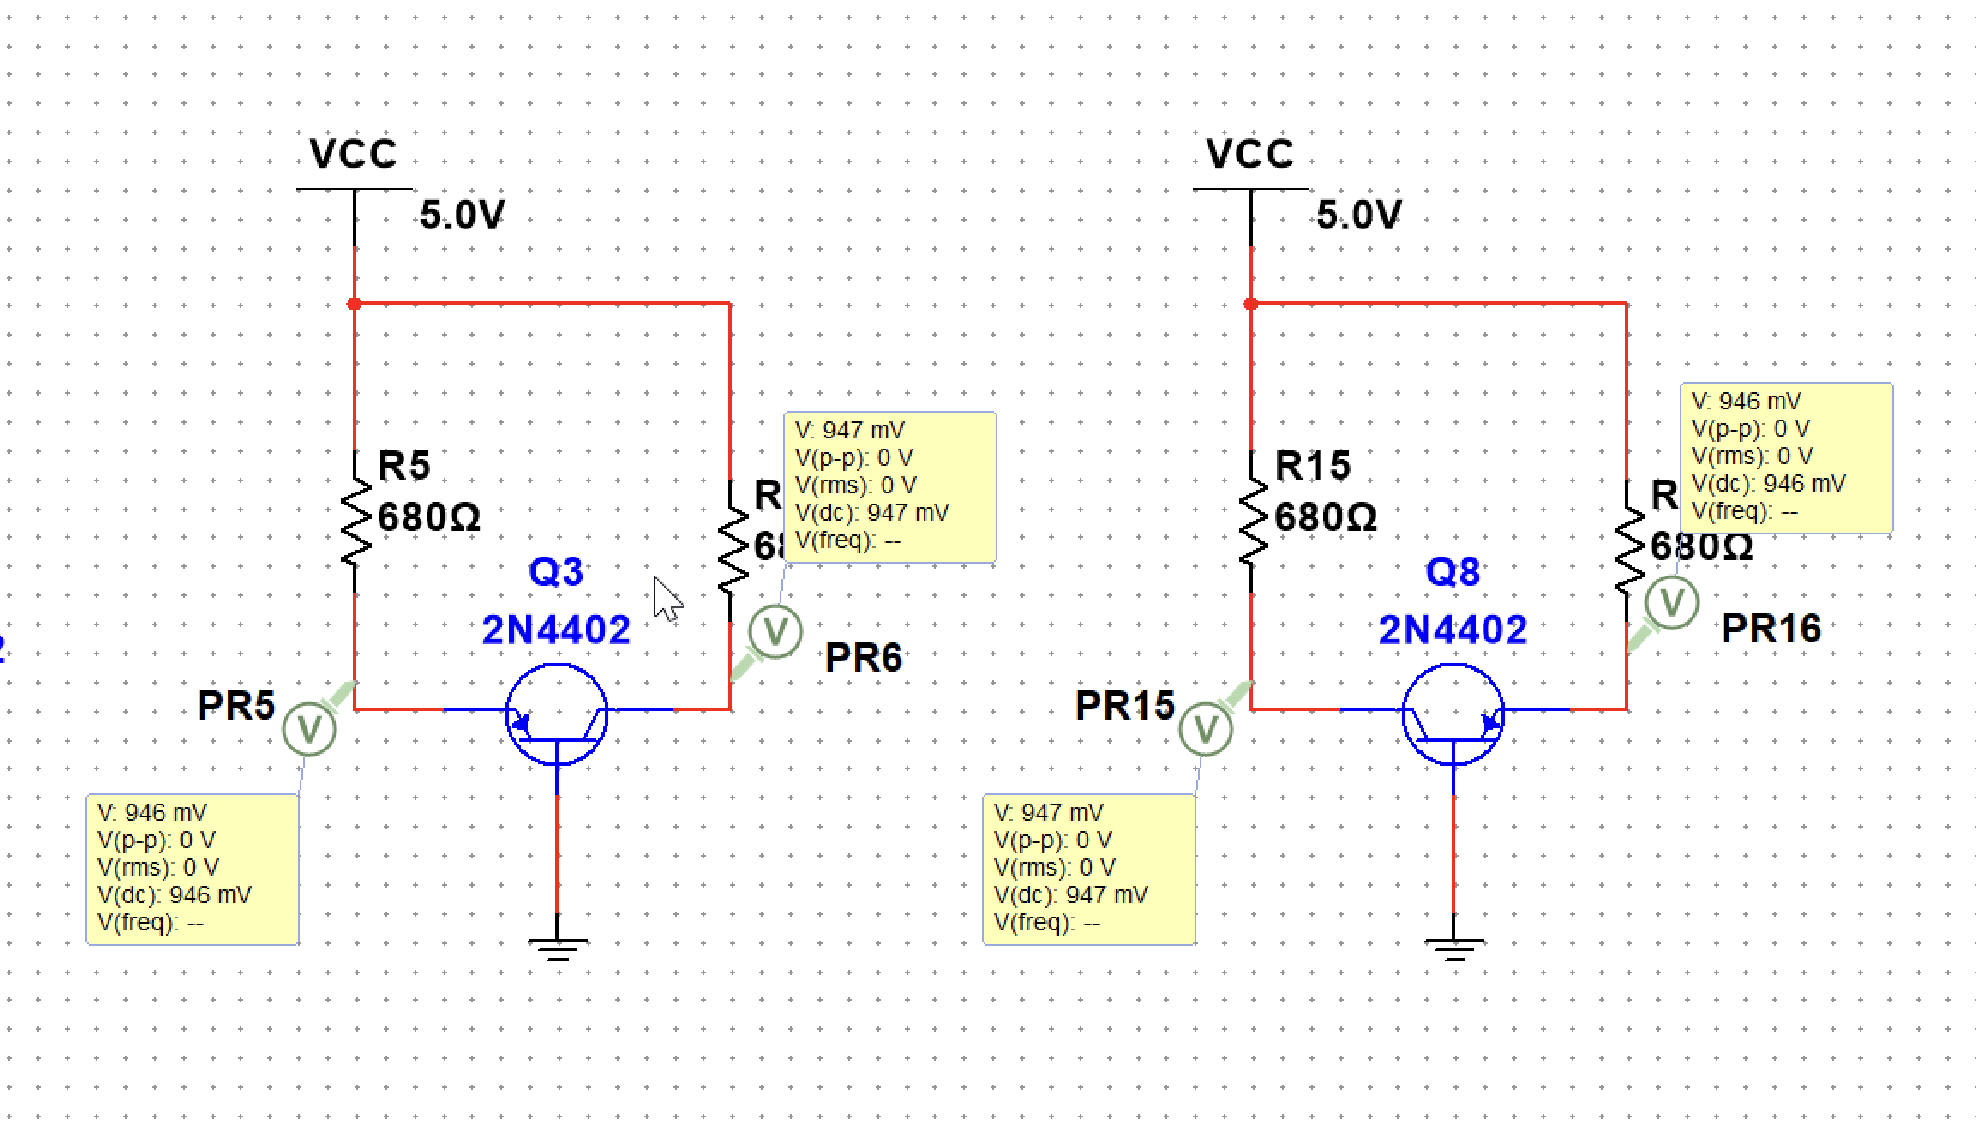 VCC
5.0V
R5
680Ω
Q3
2N4402
R
V: 947 mV
V(p-p): 0 V
V(rms): 0 V
V(dc): 947 mV
V(freq): --
V
PR6
PR5
V
V: 946 mV
V(p-p): 0 V
V(rms): 0 V
V(dc): 946 mV
V(freq): --
VCC
5.0V
R15
680Ω
Q8
2N4402
R
680Ω
V: 946 mV
V(p-p): 0 V
V(rms): 0 V
V(dc): 946 mV
V(freq): --
V
PR16
PR15
V
V: 947 mV
V(p-p): 0 V
V(rms): 0 V
V(dc): 947 mV
V(freq): --